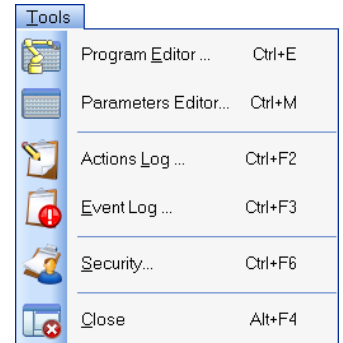 Tools
Program Editor ... Ctrl+E
Parameters Editor... Ctrl+M
Actions Log ... Ctrl+F2
Event Log ... Ctrl+F3
Security... Ctrl+F6
Close Alt+F4